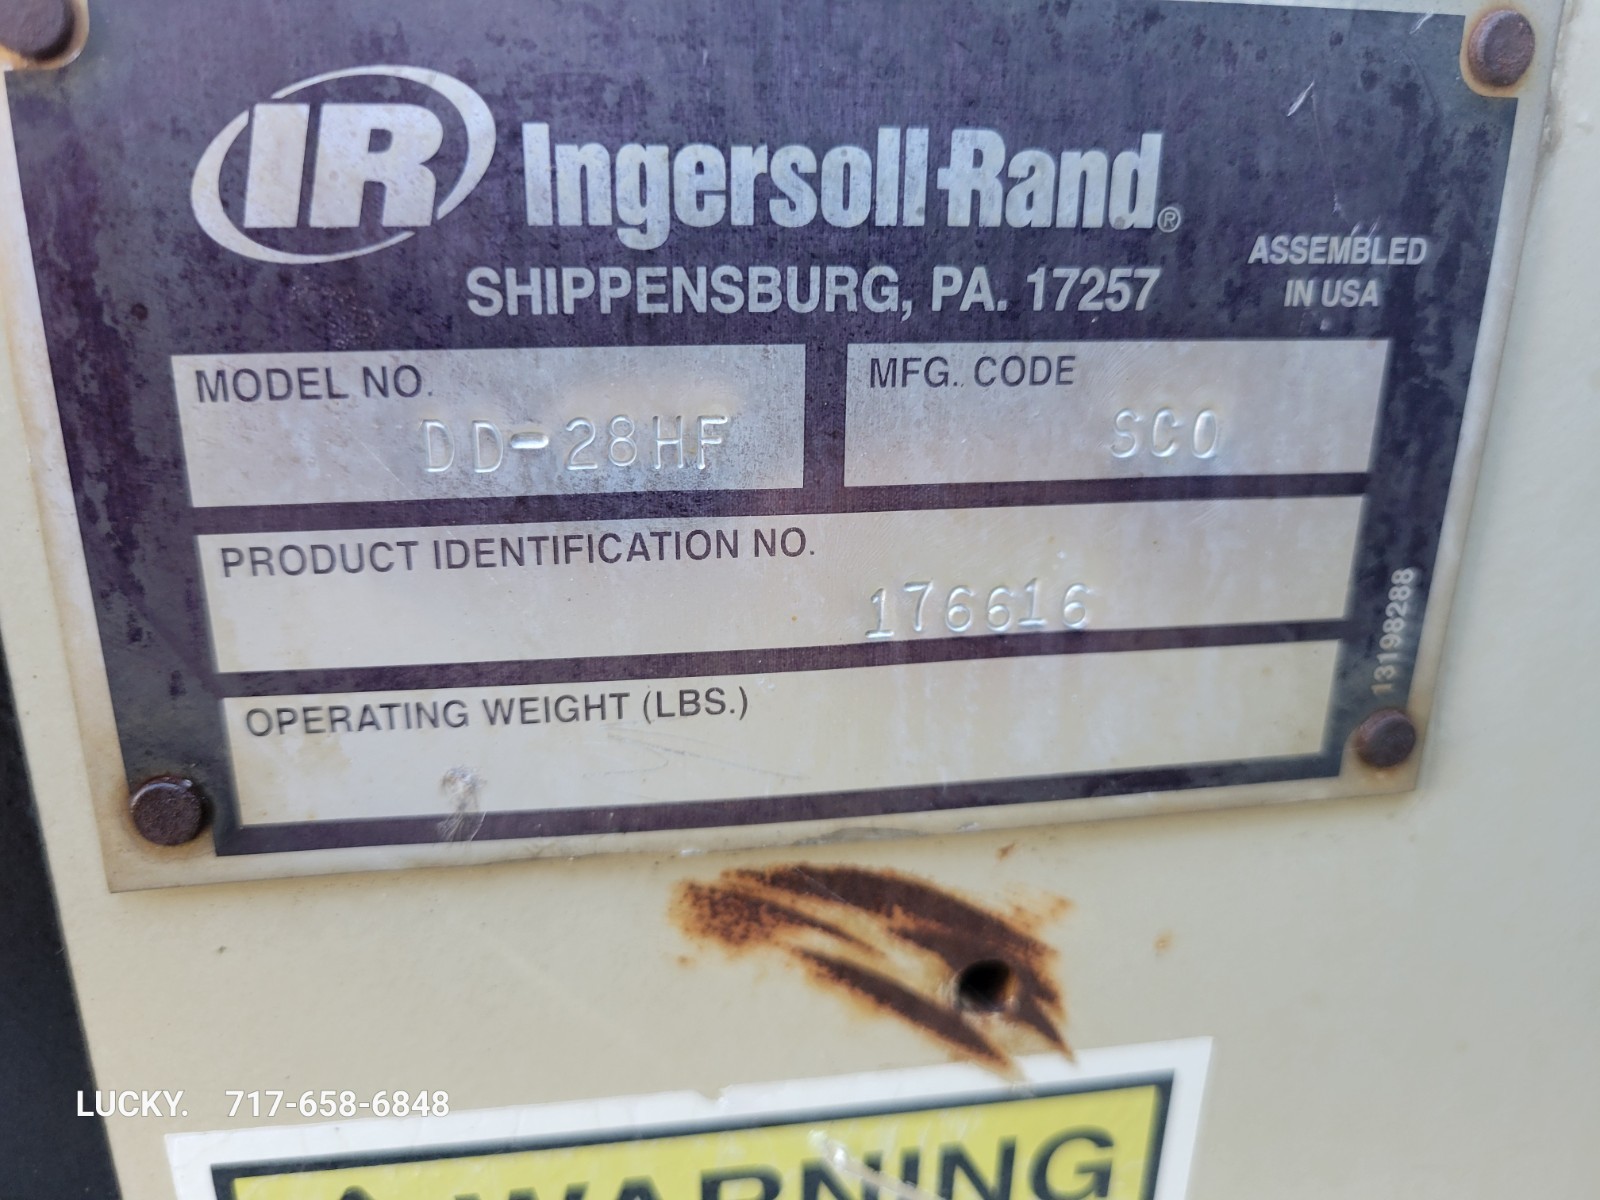 IR Ingersoll-Rand®
SHIPPENSBURG, PA. 17257
ASSEMBLED
IN USA
MODEL NO.
DD-28HF
MFG. CODE
SCO
PRODUCT IDENTIFICATION NO.
176616
OPERATING WEIGHT (LBS.)
13198288
LUCKY. 717-658-6848
WARNING